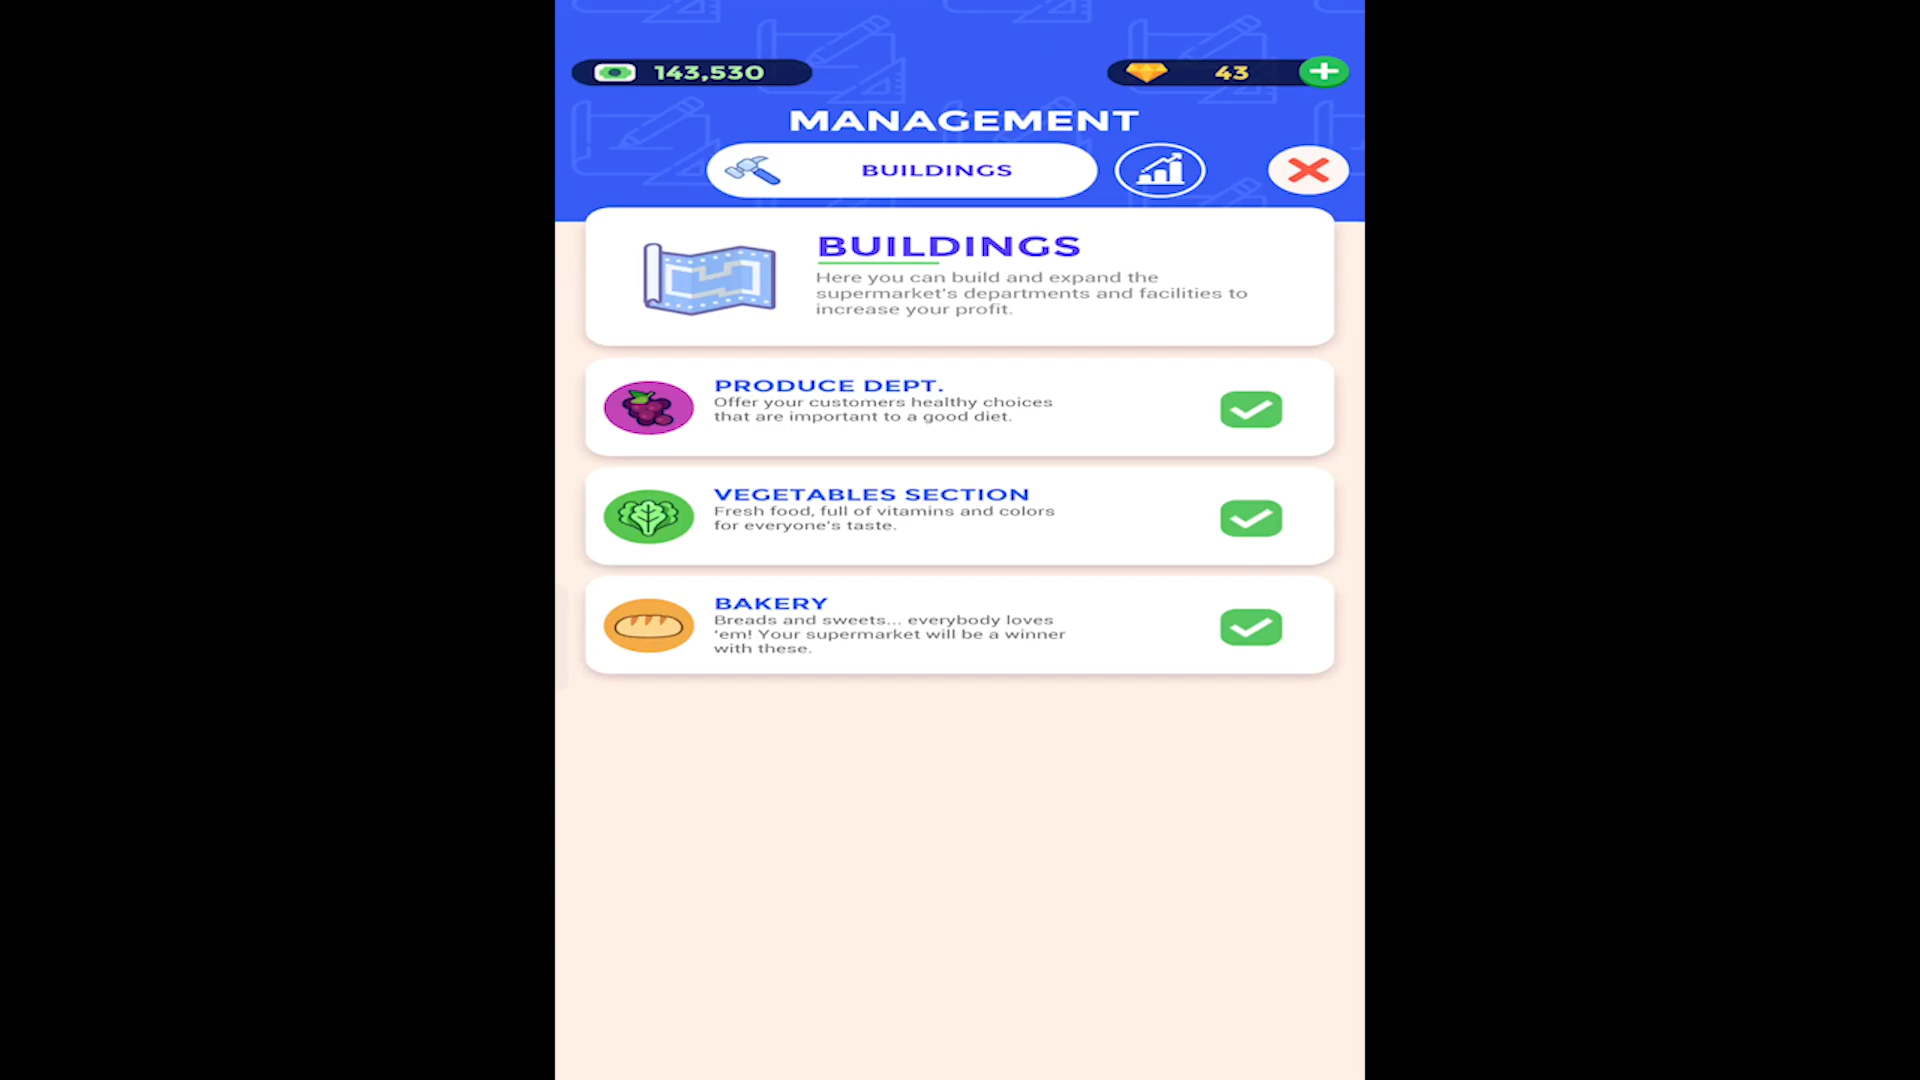 143,530
43
MANAGEMENT
BUILDINGS
BUILDINGS
Here you can build and expand the
supermarket's departments and facilities to
increase your profit.
PRODUCE DEPT.
Offer your customers healthy choices
that are important to a good diet.
VEGETABLES SECTION
Fresh food, full of vitamins and colors
for everyone's taste.
BAKERY
Breads and sweets... everybody loves
'em! Your supermarket will be a winner
with these.